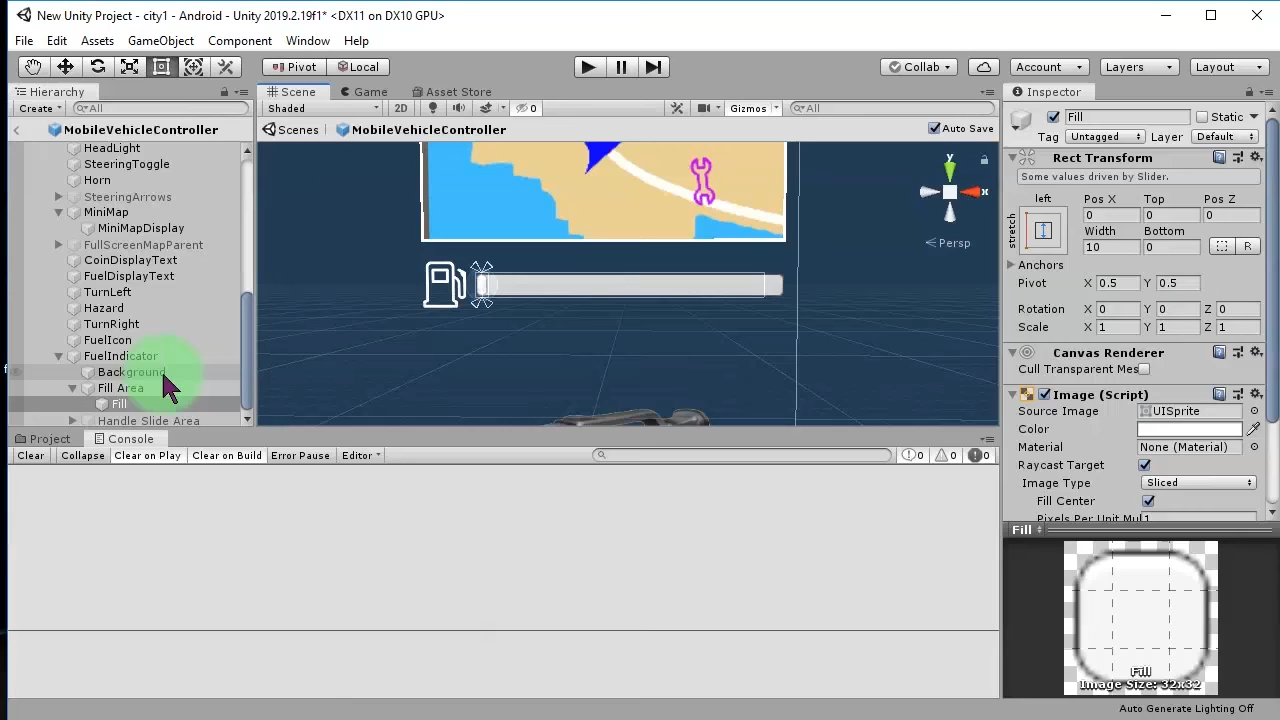 New Unity Project - city1 - Android - Unity 2019.2.19f1* <DX11 on DX10 GPU>
File Edit Assets GameObject Component Window Help
Pivot Local Collab Account Layers Layout
Hierarchy Scene Game Asset Store Inspector
Create All Shaded 2D 0 Gizmos All Fill Static
MobileVehicleController Scenes MobileVehicleController Auto Save Tag Untagged Layer Default
HeadLight
SteeringToggle
Horn
SteeringArrows
MiniMap
MiniMapDisplay
FullScreenMapParent
CoinDisplayText
FuelDisplayText
TurnLeft
Hazard
TurnRight
FuelIcon
FuelIndicator
Background
Fill Area
Fill
Handle Slide Area
y
x
Persp
Rect Transform
Some values driven by Slider.
left Pos X Top Pos Z
stretch 0 0 0
Width Bottom
10 0 R
Anchors
Pivot X 0.5 Y 0.5
Rotation X 0 Y 0 Z 0
Scale X 1 Y 1 Z 1
Canvas Renderer
Cull Transparent Mes
Image (Script)
Source Image UISprite
Color
Material None (Material)
Raycast Target
Image Type Sliced
Fill Center
Pixels Per Unit Mul 1
Project Console
Clear Collapse Clear on Play Clear on Build Error Pause Editor 0 0 0
Fill
Fill
Image Size: 32x32
Auto Generate Lighting Off